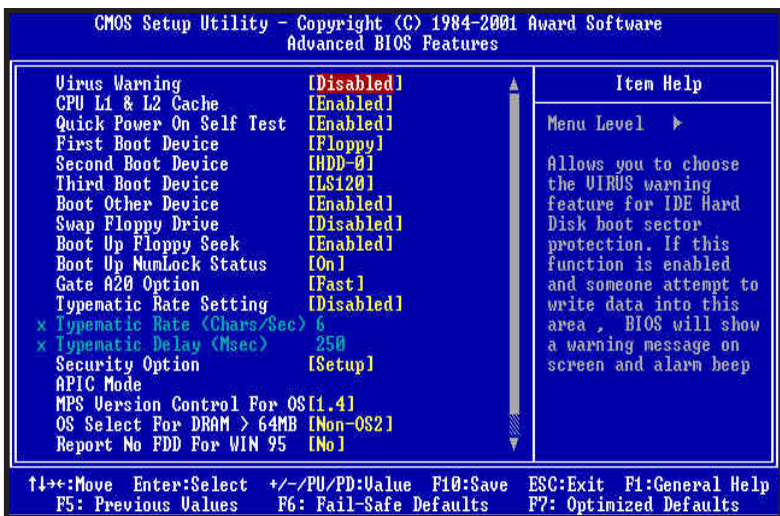 CMOS Setup Utility - Copyright (C) 1984-2001 Award Software
Advanced BIOS Features
Virus Warning [Disabled]
CPU L1 & L2 Cache [Enabled]
Quick Power On Self Test [Enabled]
First Boot Device [Floppy]
Second Boot Device [HDD-0]
Third Boot Device [LS120]
Boot Other Device [Enabled]
Swap Floppy Drive [Disabled]
Boot Up Floppy Seek [Enabled]
Boot Up NumLock Status [On]
Gate A20 Option [Fast]
Typematic Rate Setting [Disabled]
x Typematic Rate (Chars/Sec) 6
x Typematic Delay (Msec) 250
Security Option [Setup]
APIC Mode
MPS Version Control For OS[1.4]
OS Select For DRAM > 64MB [Non-OS2]
Report No FDD For WIN 95 [No]
Item Help
Menu Level
Allows you to choose
the VIRUS warning
feature for IDE Hard
Disk boot sector
protection. If this
function is enabled
and someone attempt to
write data into this
area , BIOS will show
a warning message on
screen and alarm beep
↑↓→←:Move Enter:Select +/-/PU/PD:Value F10:Save ESC:Exit F1:General Help
F5: Previous Values F6: Fail-Safe Defaults F7: Optimized Defaults